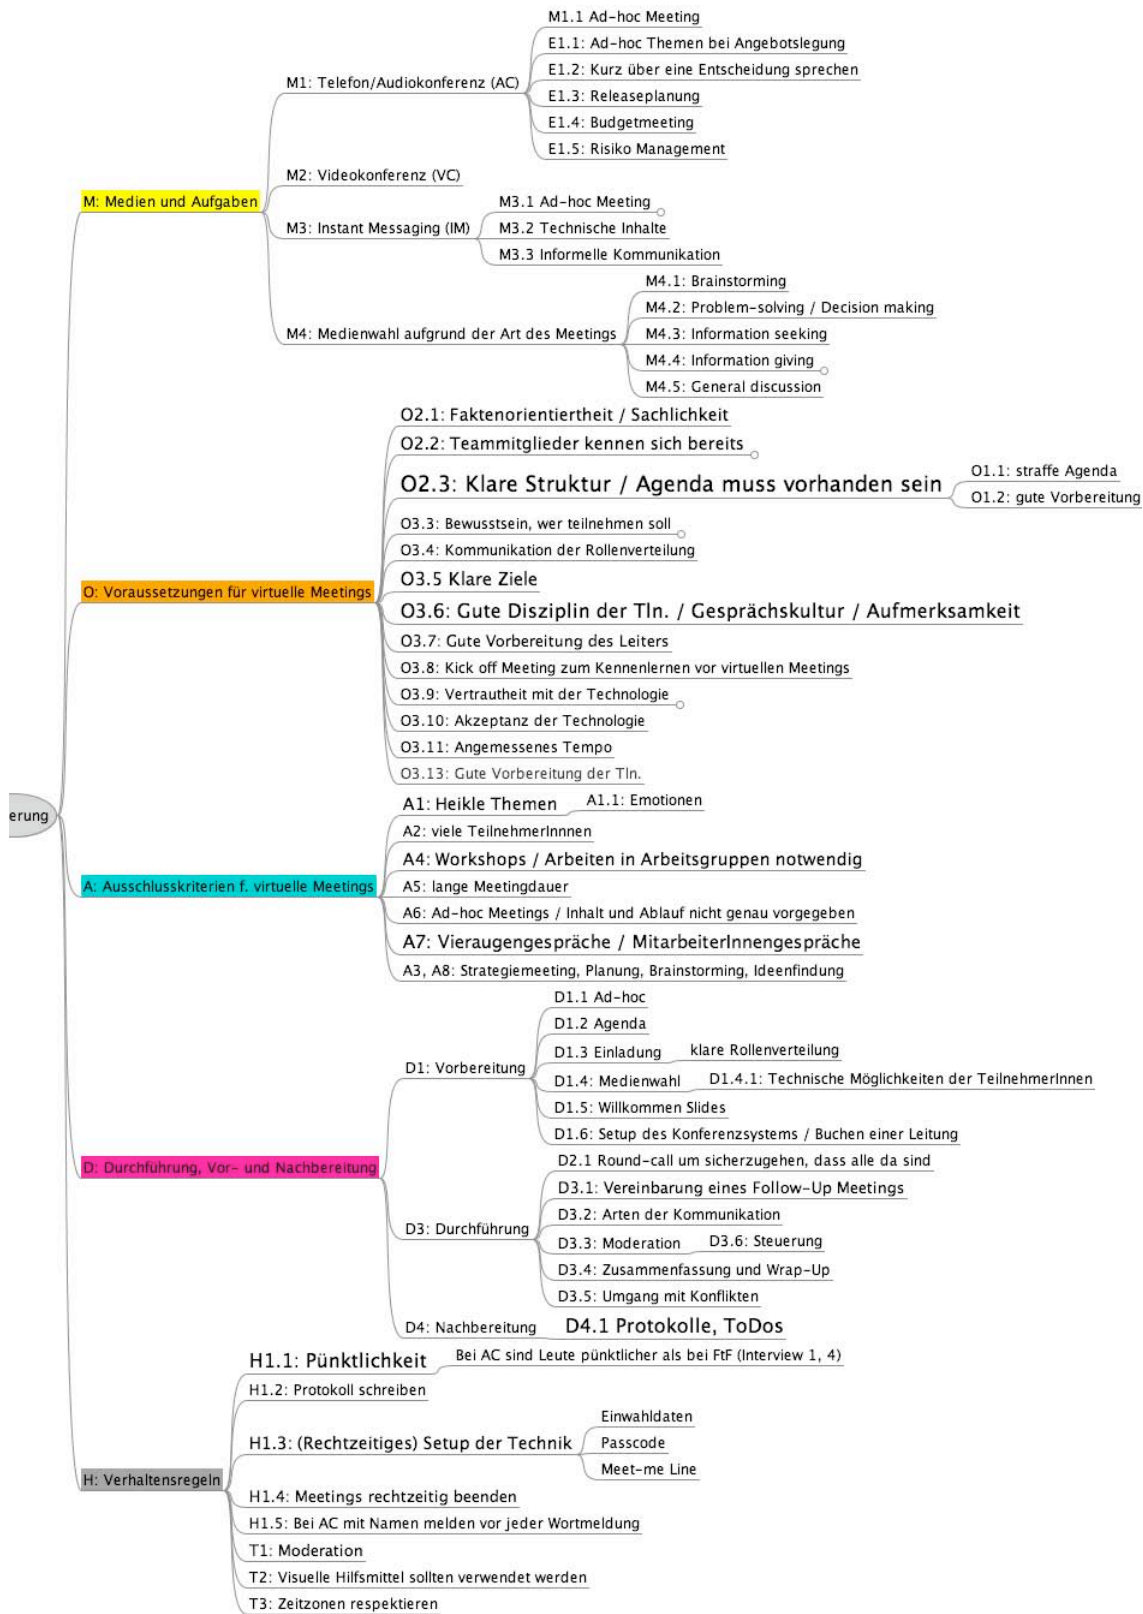 M1.1 Ad-hoc Meeting
E1.1: Ad-hoc Themen bei Angebotslegung
E1.2: Kurz über eine Entscheidung sprechen
M1: Telefon/Audiokonferenz (AC)
E1.3: Releaseplanung
E1.4: Budgetmeeting
E1.5: Risiko Management
M2: Videokonferenz (VC)
M: Medien und Aufgaben
M3.1 Ad-hoc Meeting
M3: Instant Messaging (IM)
M3.2 Technische Inhalte
M3.3 Informelle Kommunikation
M4.1: Brainstorming
M4.2: Problem-solving / Decision making
M4: Medienwahl aufgrund der Art des Meetings
M4.3: Information seeking
M4.4: Information giving
M4.5: General discussion
O2.1: Faktenorientiertheit / Sachlichkeit
O2.2: Teammitglieder kennen sich bereits
O2.3: Klare Struktur / Agenda muss vorhanden sein
O1.1: straffe Agenda
O1.2: gute Vorbereitung
O3.3: Bewusstsein, wer teilnehmen soll
O3.4: Kommunikation der Rollenverteilung
O3.5 Klare Ziele
O: Voraussetzungen für virtuelle Meetings
O3.6: Gute Disziplin der Tln. / Gesprächskultur / Aufmerksamkeit
O3.7: Gute Vorbereitung des Leiters
O3.8: Kick off Meeting zum Kennenlernen vor virtuellen Meetings
O3.9: Vertrautheit mit der Technologie
O3.10: Akzeptanz der Technologie
O3.11: Angemessenes Tempo
O3.13: Gute Vorbereitung der Tln.
erung
A1: Heikle Themen
A1.1: Emotionen
A2: viele TeilnehmerInnnen
A4: Workshops / Arbeiten in Arbeitsgruppen notwendig
A: Ausschlusskriterien f. virtuelle Meetings
A5: lange Meetingdauer
A6: Ad-hoc Meetings / Inhalt und Ablauf nicht genau vorgegeben
A7: Vieraugengespräche / MitarbeiterInnengespräche
A3, A8: Strategiemeeting, Planung, Brainstorming, Ideenfindung
D1.1 Ad-hoc
D1.2 Agenda
D1: Vorbereitung
D1.3 Einladung
klare Rollenverteilung
D1.4: Medienwahl
D1.4.1: Technische Möglichkeiten der TeilnehmerInnen
D1.5: Willkommen Slides
D1.6: Setup des Konferenzsystems / Buchen einer Leitung
D: Durchführung, Vor- und Nachbereitung
D2.1 Round-call um sicherzugehen, dass alle da sind
D3.1: Vereinbarung eines Follow-Up Meetings
D3: Durchführung
D3.2: Arten der Kommunikation
D3.3: Moderation
D3.6: Steuerung
D3.4: Zusammenfassung und Wrap-Up
D3.5: Umgang mit Konflikten
D4: Nachbereitung
D4.1 Protokolle, ToDos
H1.1: Pünktlichkeit
Bei AC sind Leute pünktlicher als bei FtF (Interview 1, 4)
H1.2: Protokoll schreiben
H1.3: (Rechtzeitiges) Setup der Technik
Einwahldaten
Passcode
Meet-me Line
H: Verhaltensregeln
H1.4: Meetings rechtzeitig beenden
H1.5: Bei AC mit Namen melden vor jeder Wortmeldung
T1: Moderation
T2: Visuelle Hilfsmittel sollten verwendet werden
T3: Zeitzonen respektieren